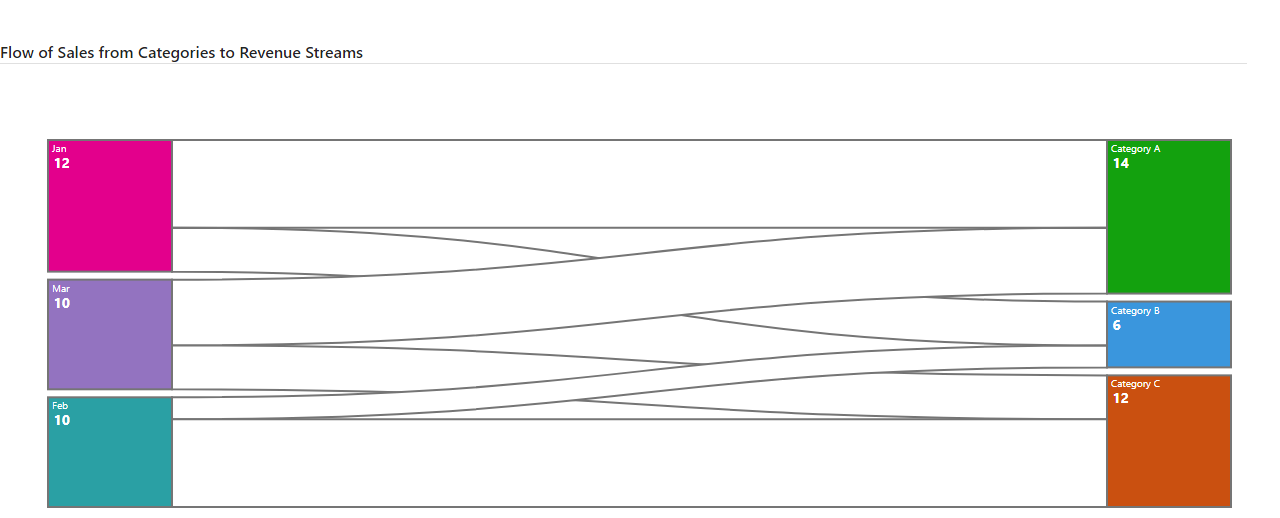 Flow of Sales from Categories to Revenue Streams
Jan
12
Mar
10
Feb
10
Category A
14
Category B
6
Category C
12